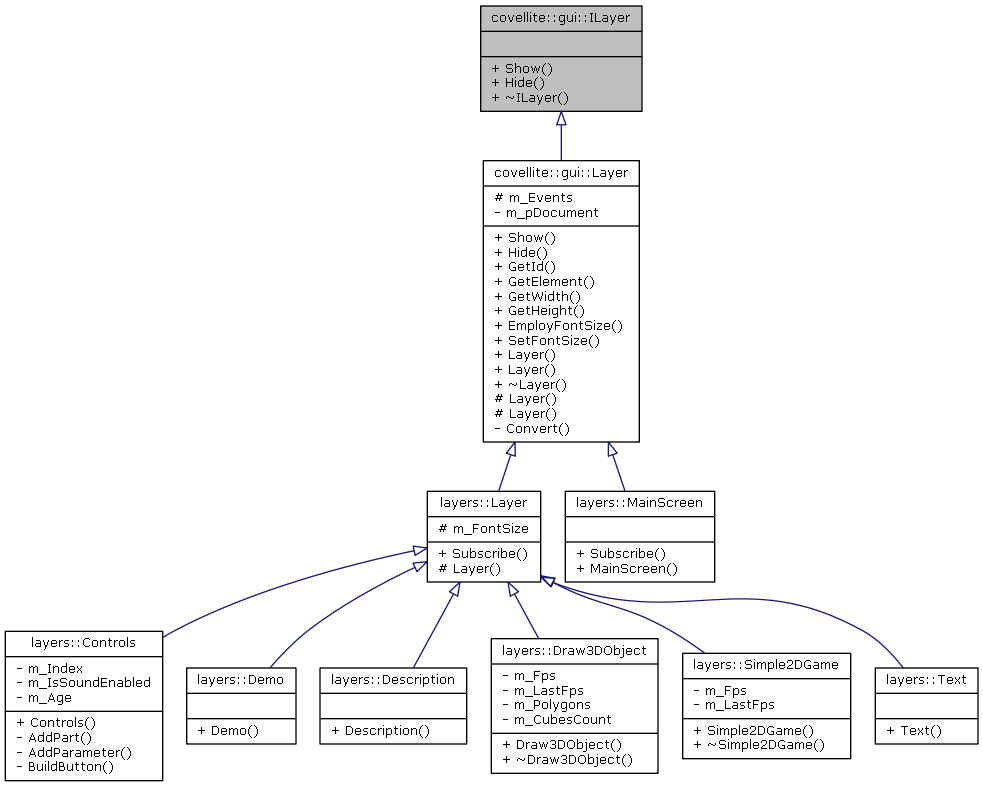 covellite::gui::ILayer
+ Show()
+ Hide()
+ ~ILayer()
covellite::gui::Layer
# m_Events
- m_pDocument
+ Show()
+ Hide()
+ GetId()
+ GetElement()
+ GetWidth()
+ GetHeight()
+ EmployFontSize()
+ SetFontSize()
+ Layer()
+ Layer()
+ ~Layer()
# Layer()
# Layer()
- Convert()
layers::Layer
# m_FontSize
+ Subscribe()
# Layer()
layers::MainScreen
+ Subscribe()
+ MainScreen()
layers::Controls
- m_Index
- m_IsSoundEnabled
- m_Age
+ Controls()
- AddPart()
- AddParameter()
- BuildButton()
layers::Demo
+ Demo()
layers::Description
+ Description()
layers::Draw3DObject
- m_Fps
- m_LastFps
- m_Polygons
- m_CubesCount
+ Draw3DObject()
+ ~Draw3DObject()
layers::Simple2DGame
- m_Fps
- m_LastFps
+ Simple2DGame()
+ ~Simple2DGame()
layers::Text
+ Text()